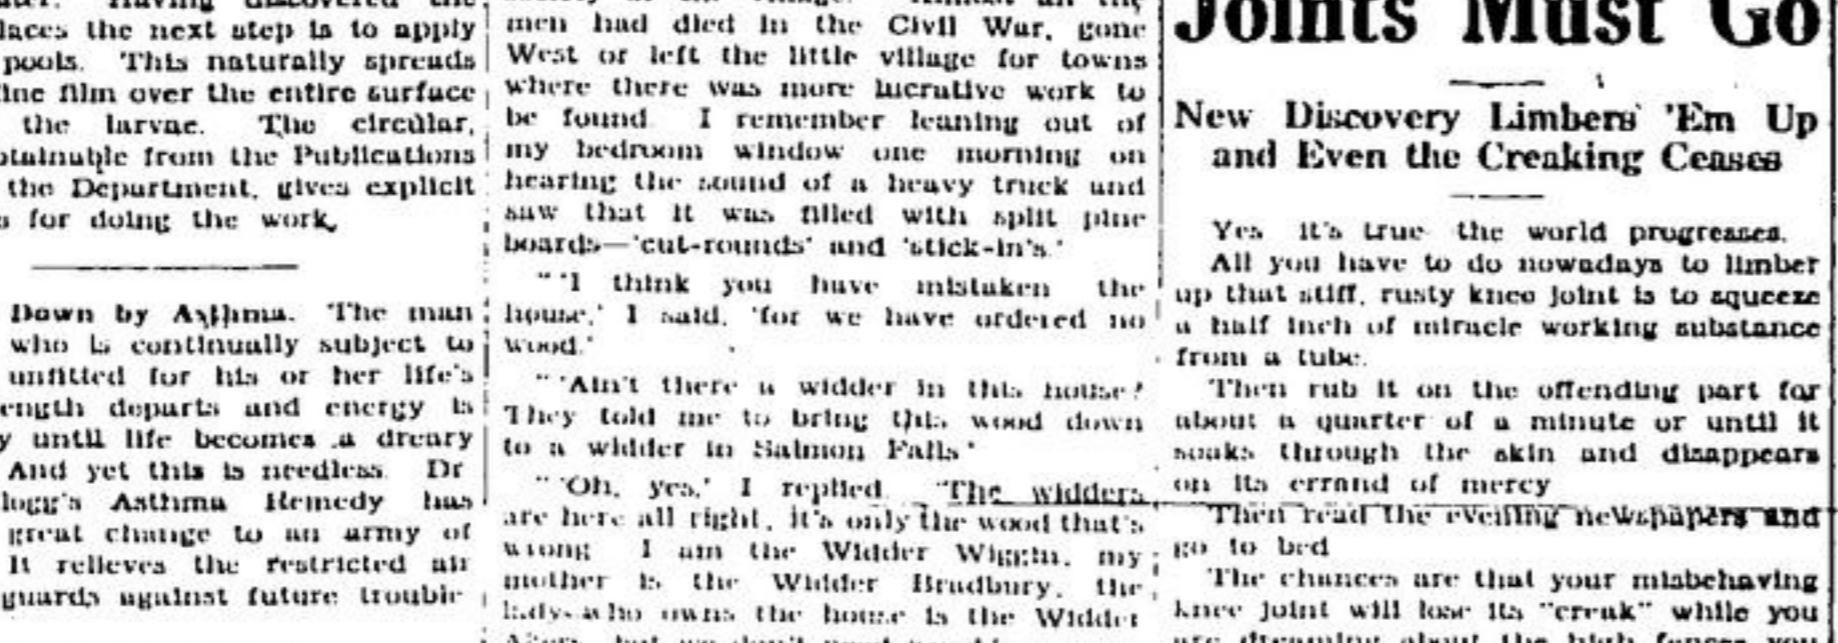 laces the next step is to apply
pools. This naturally spreads
ine film over the entire surface
the larvae. The circular,
btainable from the Publications
the Department, gives explicit
s for doing the work,
Down by Asthma. The man
who is continually subject to
unfitted for his or her life's
ength departs and energy is
y until life becomes a dreary
And yet this is needless. Dr
logg's Asthma Remedy has
great change to an army of
It relieves the restricted air
guards against future trouble
men had died in the Civil War, gone
West or left the little village for towns
where there was more lucrative work to
be found. I remember leaning out of
my bedroom window one morning on
hearing the sound of a heavy truck and
saw that it was filled with split pine
boards—'cut-rounds' and 'stick-in's.'
"'I think you have mistaken the
house,' I said, 'for we have ordered no
wood.'
"'Ain't there a widder in this house?
They told me to bring this wood down
to a widder in Salmon Falls'
"'Oh, yes,' I replied. 'The widders
are here all right, it's only the wood that's
wrong I am the Widder Wiggin, my
mother is the Widder Bradbury, the
lady who owns the house is the Widder
Joints Must Go
New Discovery Limbers 'Em Up
and Even the Creaking Ceases
Yes it's true the world progresses.
All you have to do nowadays to limber
up that stiff, rusty knee joint is to squeeze
a half inch of miracle working substance
from a tube.
Then rub it on the offending part for
about a quarter of a minute or until it
soaks through the skin and disappears
on its errand of mercy
Then read the evening newspapers and
go to bed
The chances are that your misbehaving
knee joint will lose its "creak" while you
are dreaming about the high fences you